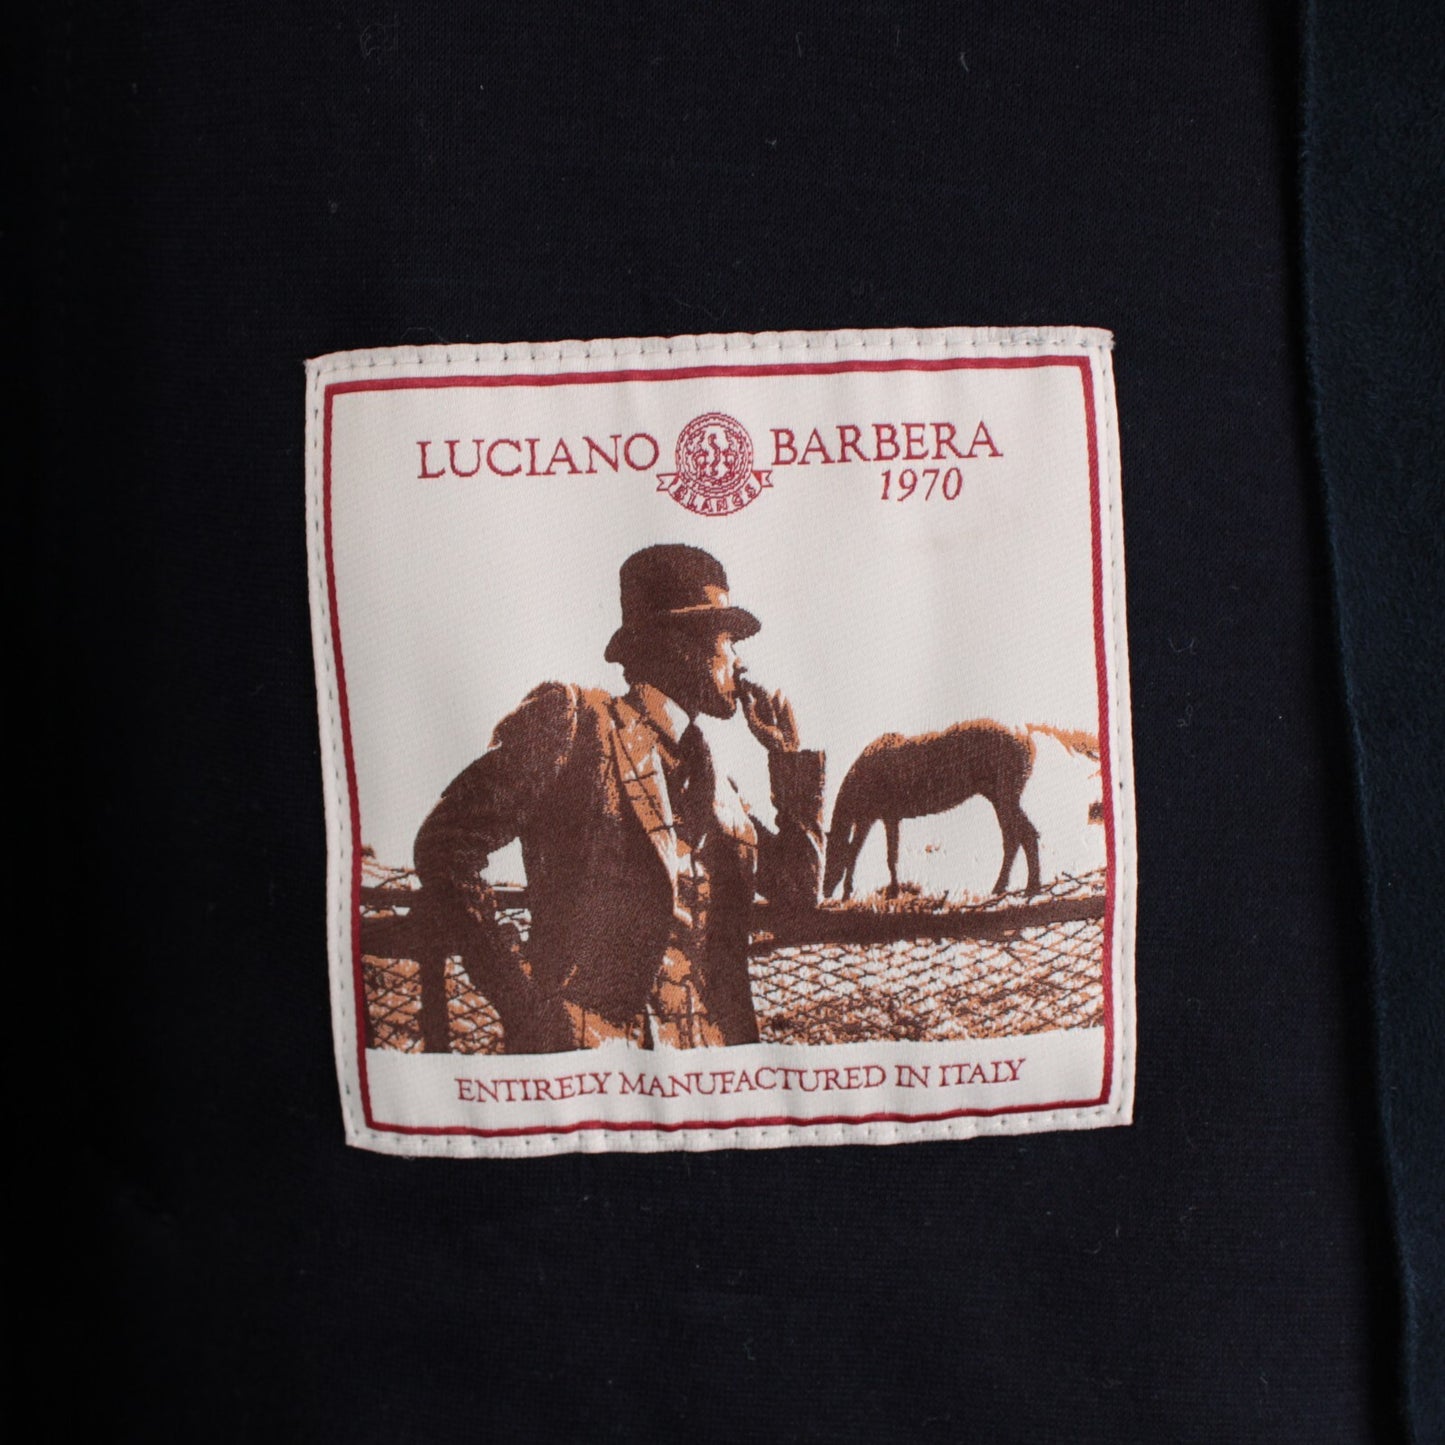 LUCIANO BARBERA
1970
ENTIRELY MANUFACTURED IN ITALY